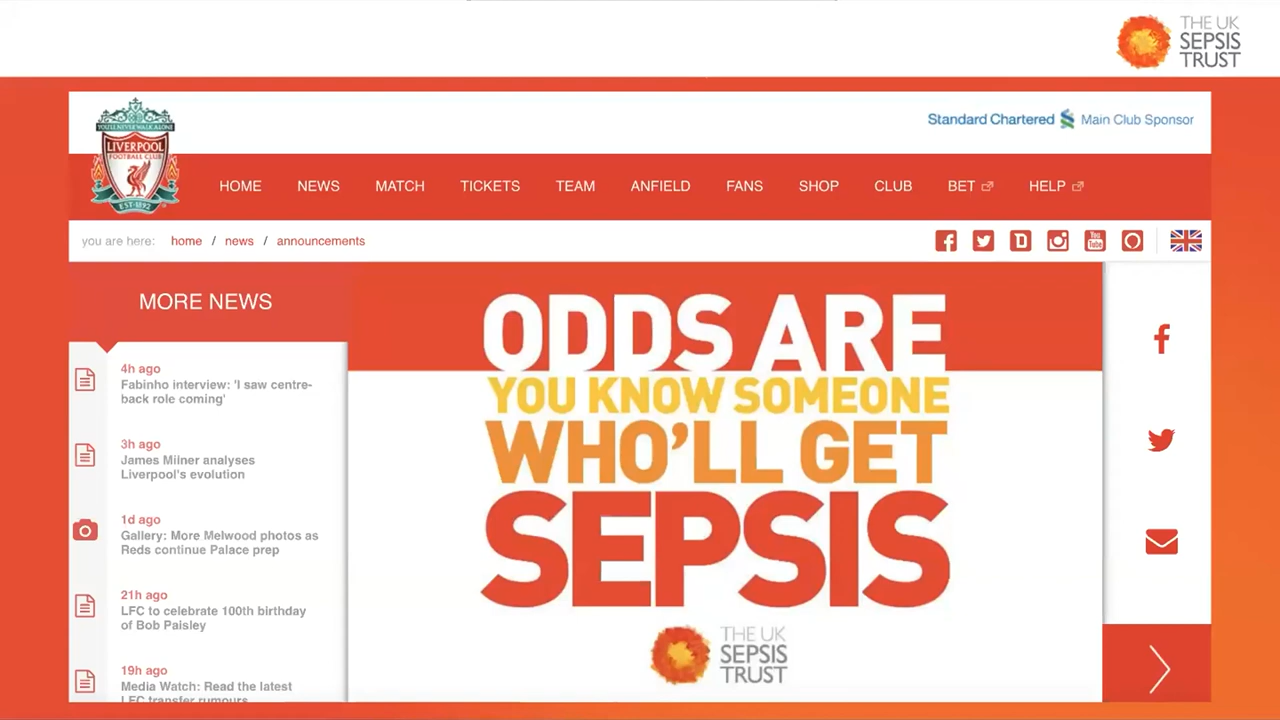 THE UK
SEPSIS
TRUST
Standard Chartered Main Club Sponsor
YOU'LL NEVER WALK ALONE
LIVERPOOL
FOOTBALL CLUB
EST·1892
HOME NEWS MATCH TICKETS TEAM ANFIELD FANS SHOP CLUB BET HELP
you are here: home / news / announcements
You
Tube
MORE NEWS
4h ago
Fabinho interview: 'I saw centre-
back role coming'
3h ago
James Milner analyses
Liverpool's evolution
1d ago
Gallery: More Melwood photos as
Reds continue Palace prep
21h ago
LFC to celebrate 100th birthday
of Bob Paisley
19h ago
Media Watch: Read the latest
LFC transfer rumours
ODDS ARE
YOU KNOW SOMEONE
WHO'LL GET
SEPSIS
THE UK
SEPSIS
TRUST